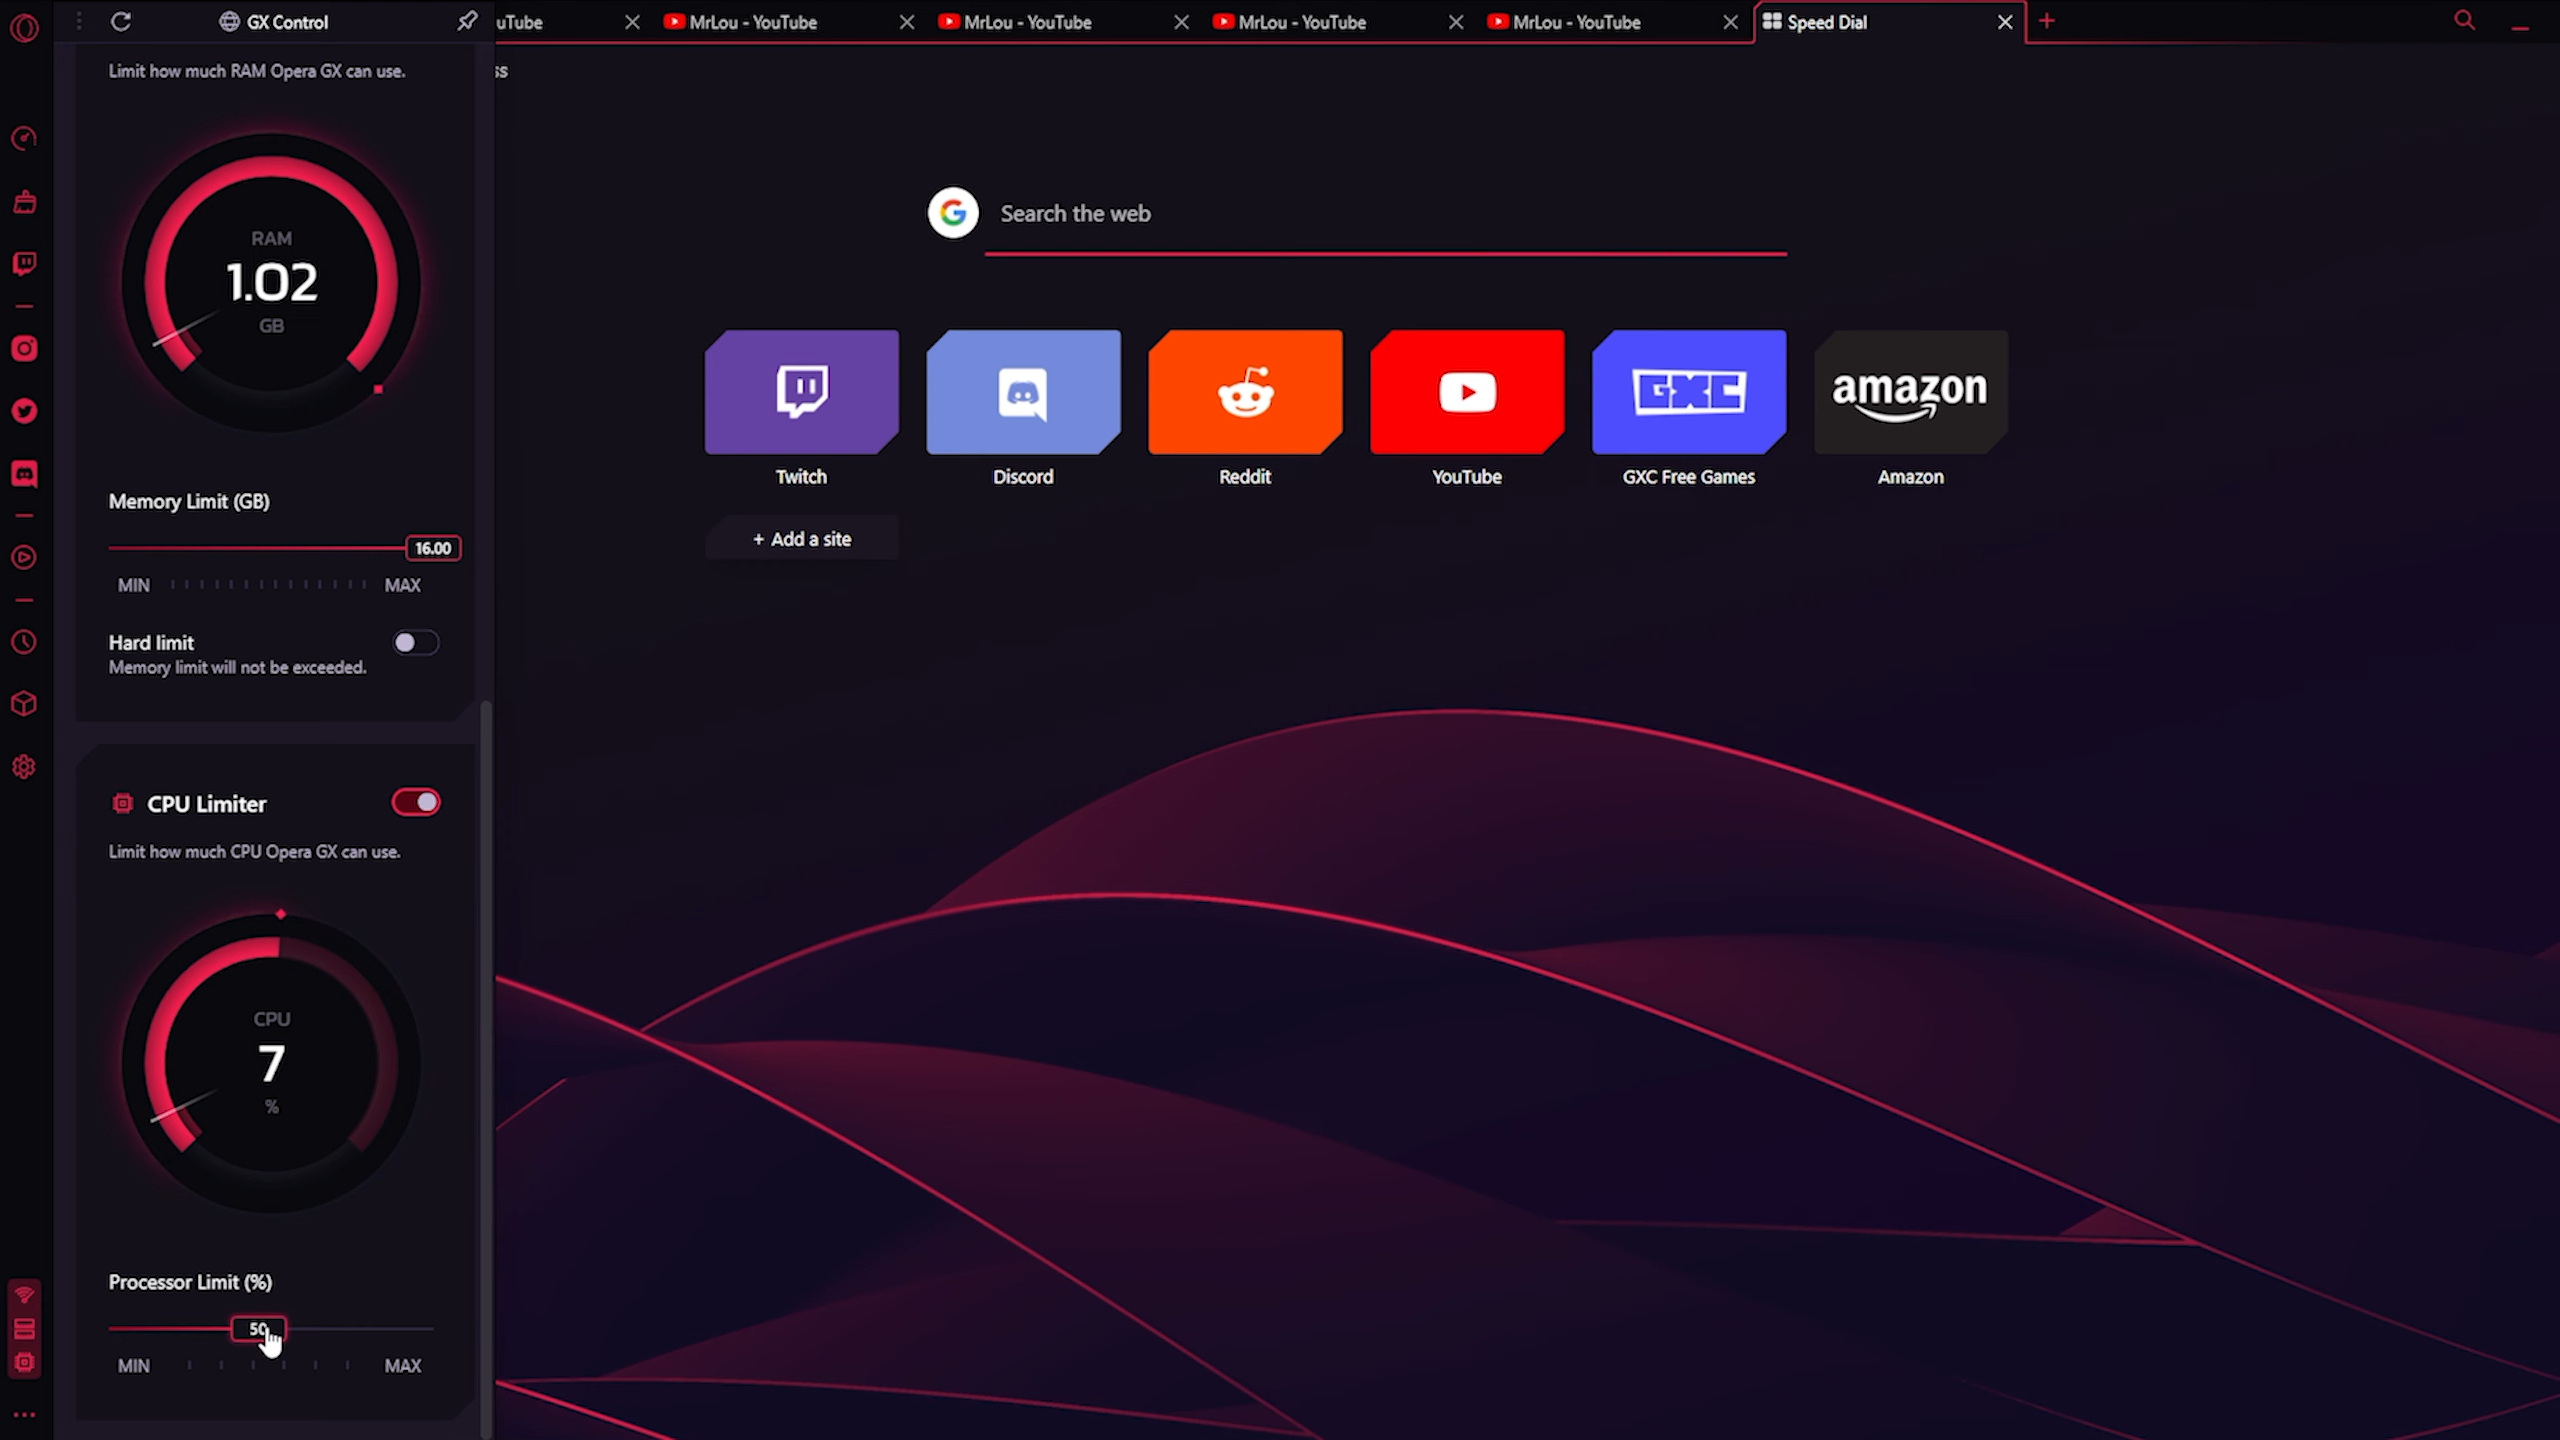 GX Control
uTube
MrLou - YouTube
MrLou - YouTube
MrLou - YouTube
MrLou - YouTube
Speed Dial
Limit how much RAM Opera GX can use.
ss
RAM
1.02
GB
Memory Limit (GB)
16.00
MIN
MAX
Hard limit
Memory limit will not be exceeded.
CPU Limiter
Limit how much CPU Opera GX can use.
CPU
7
%
Processor Limit (%)
50
MIN
MAX
Search the web
GXC
amazon
Twitch
Discord
Reddit
YouTube
GXC Free Games
Amazon
+ Add a site